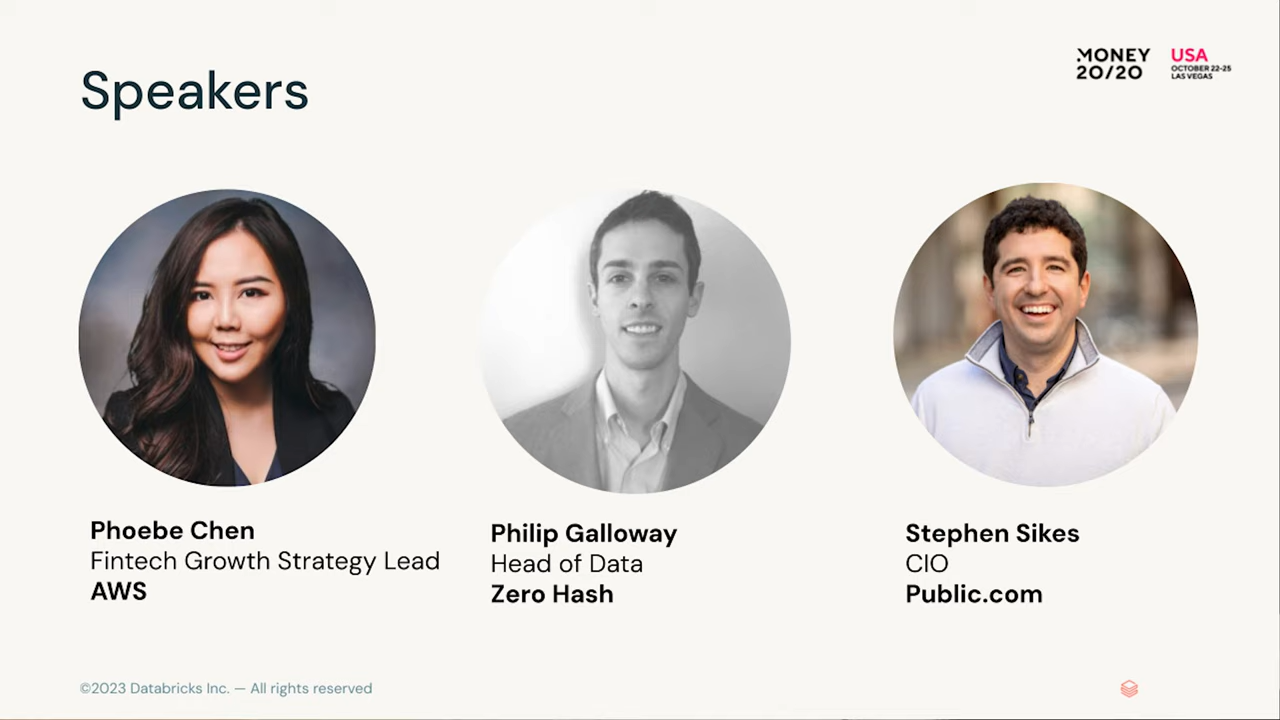 Speakers
MONEY
20/20
USA
OCTOBER 22-25
LAS VEGAS
Phoebe Chen
Fintech Growth Strategy Lead
AWS
Philip Galloway
Head of Data
Zero Hash
Stephen Sikes
CIO
Public.com
©2023 Databricks Inc. — All rights reserved